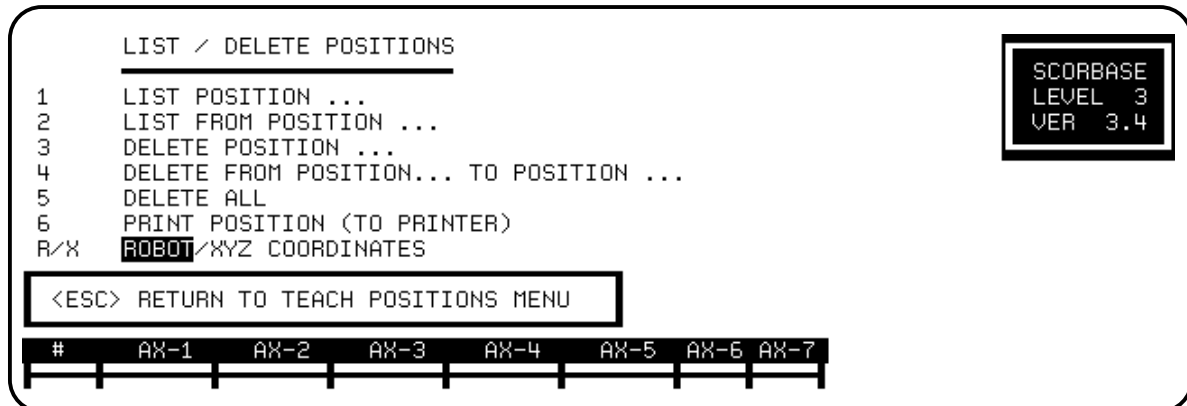 LIST / DELETE POSITIONS
SCORBASE
LEVEL 3
VER 3.4
1 LIST POSITION ...
2 LIST FROM POSITION ...
3 DELETE POSITION ...
4 DELETE FROM POSITION... TO POSITION ...
5 DELETE ALL
6 PRINT POSITION (TO PRINTER)
R/X ROBOT/XYZ COORDINATES
<ESC> RETURN TO TEACH POSITIONS MENU
# AX-1 AX-2 AX-3 AX-4 AX-5 AX-6 AX-7